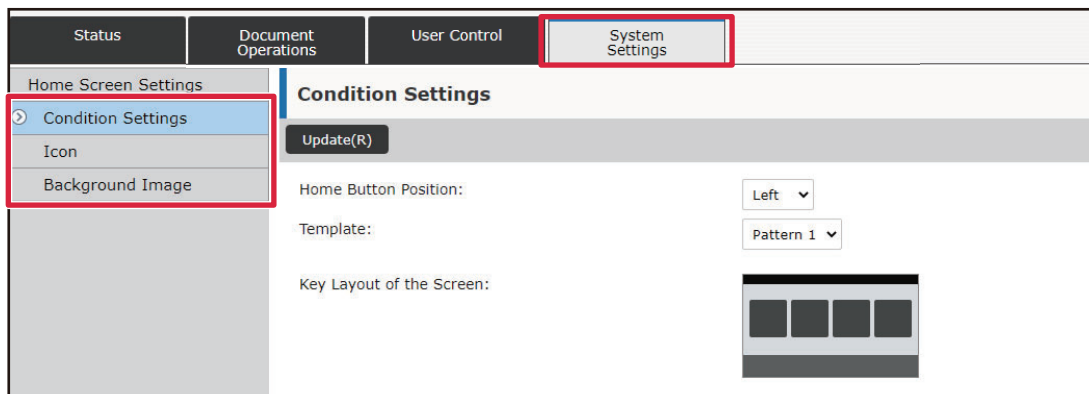 Status
Document
Operations
User Control
System
Settings
Home Screen Settings
Condition Settings
Icon
Background Image
Condition Settings
Update(R)
Home Button Position:
Left
Template:
Pattern 1
Key Layout of the Screen: